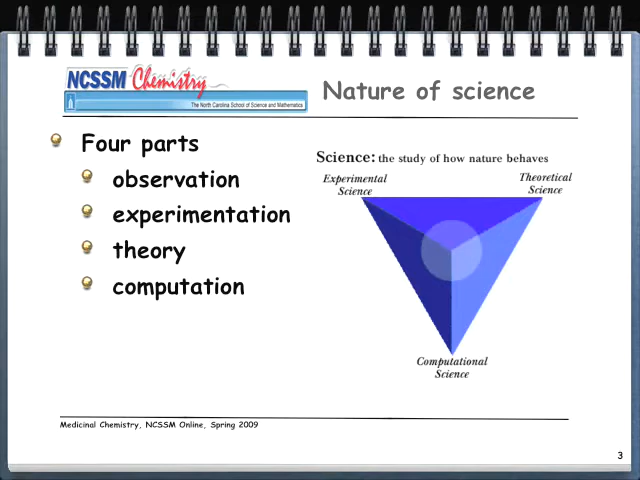 NCSSM Chemistry
The North Carolina School of Science and Mathematics
Nature of science
Four parts
observation
experimentation
theory
computation
Science: the study of how nature behaves
Experimental
Science
Theoretical
Science
Computational
Science
Medicinal Chemistry, NCSSM Online, Spring 2009
3